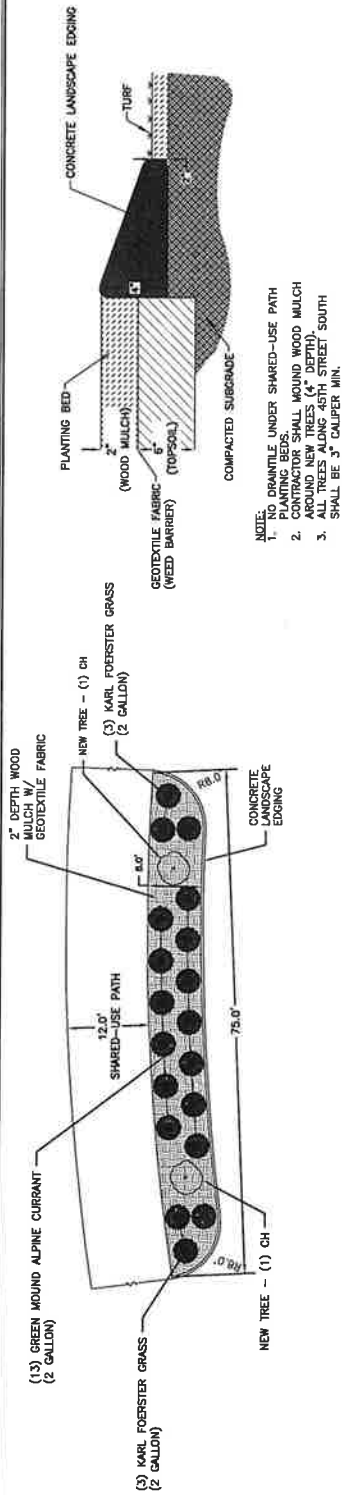 (13) GREEN MOUND ALPINE CURRANT
(2 GALLON)
2" DEPTH WOOD
MULCH W/
GEOTEXTILE FABRIC
NEW TREE - (1) CH
(3) KARL FOERSTER GRASS
(2 GALLON)
12.0'
SHARED-USE PATH
R8.0
CONCRETE
LANDSCAPE
EDGING
75.0'
R8.0'
(3) KARL FOERSTER GRASS
(2 GALLON)
NEW TREE - (1) CH
PLANTING BED
CONCRETE LANDSCAPE EDGING
TURF
2"
(WOOD MULCH)
4"
2"
GEOTEXTILE FABRIC
(WEED BARRIER)
6"
(TOPSOIL)
COMPACTED SUBGRADE
NOTE:
1. NO DRAINTILE UNDER SHARED-USE PATH
PLANTING BEDS.
2. CONTRACTOR SHALL MOUND WOOD MULCH
AROUND NEW TREES (4" DEPTH).
3. ALL TREES ALONG 45TH STREET SOUTH
SHALL BE 3" CALIPER MIN.